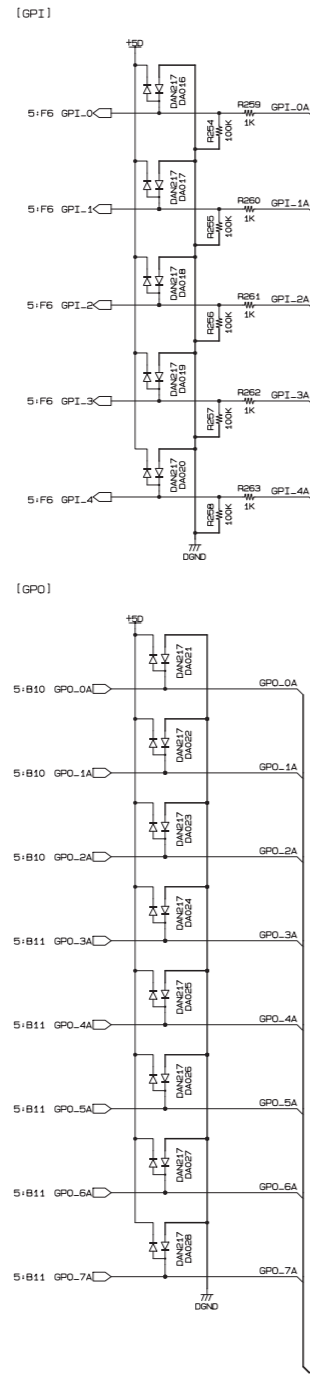 [GPI]
+5D
DAN217
DA016
5:F6 GPI_0
R254
100K
R259
1K
GPI_0A
DAN217
DA017
5:F6 GPI_1
R255
100K
R260
1K
GPI_1A
DAN217
DA018
5:F6 GPI_2
R256
100K
R261
1K
GPI_2A
DAN217
DA019
5:F6 GPI_3
R257
100K
R262
1K
GPI_3A
DAN217
DA020
5:F6 GPI_4
R258
100K
R263
1K
GPI_4A
DGND
[GPO]
+5D
DAN217
DA021
5:B10 GPO_0A
GPO_0A
DAN217
DA022
5:B10 GPO_1A
GPO_1A
DAN217
DA023
5:B10 GPO_2A
GPO_2A
DAN217
DA024
5:B11 GPO_3A
GPO_3A
DAN217
DA025
5:B11 GPO_4A
GPO_4A
DAN217
DA026
5:B11 GPO_5A
GPO_5A
DAN217
DA027
5:B11 GPO_6A
GPO_6A
DAN217
DA028
5:B11 GPO_7A
GPO_7A
DGND